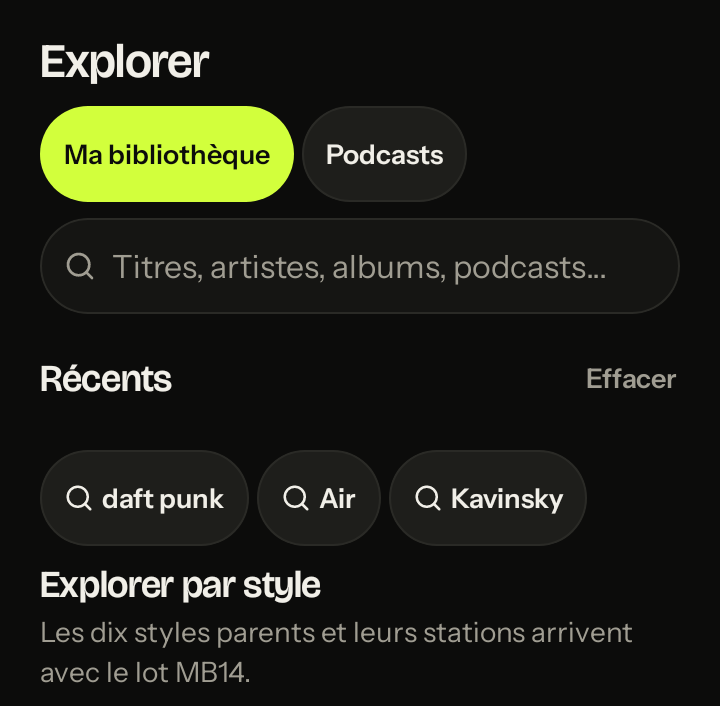 Explorer
Ma bibliothèque Podcasts
Titres, artistes, albums, podcasts...
Récents Effacer
daft punk Air Kavinsky
Explorer par style
Les dix styles parents et leurs stations arrivent
avec le lot MB14.